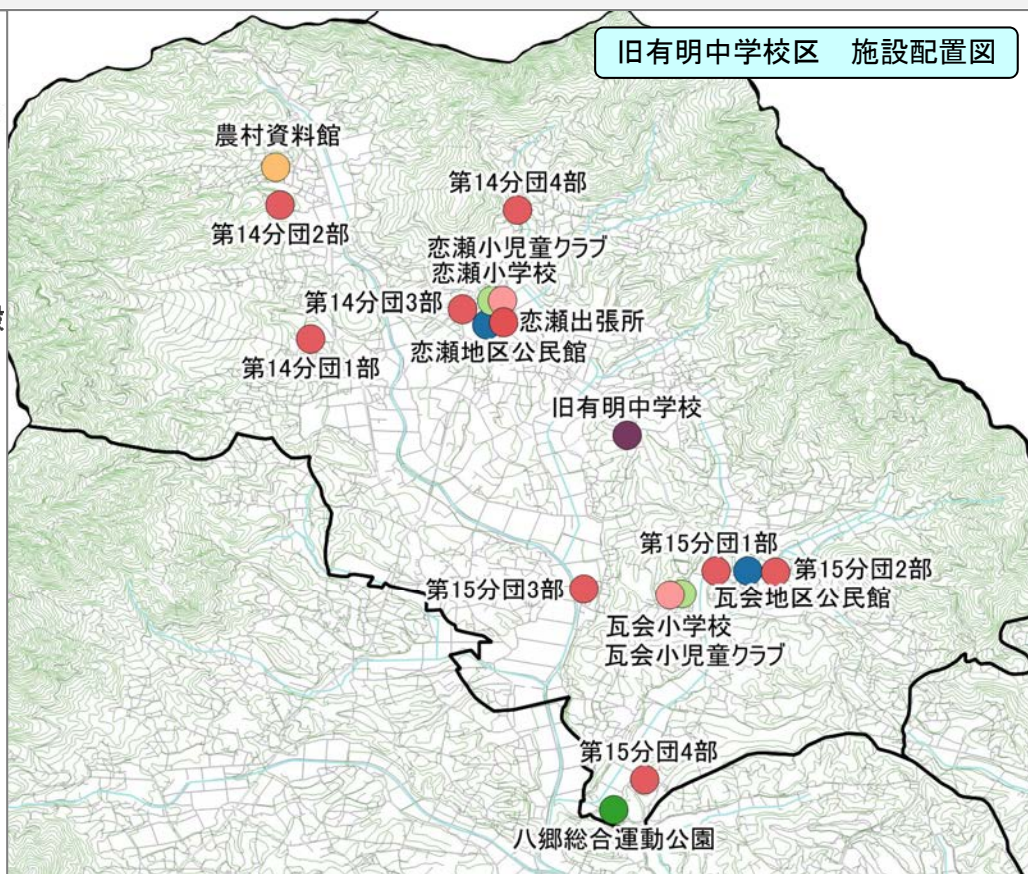 旧有明中学校区　施設配置図
農村資料館
第14分団2部
第14分団4部
恋瀬小児童クラブ
恋瀬小学校
第14分団3部
恋瀬出張所
恋瀬地区公民館
第14分団1部
旧有明中学校
第15分団1部
第15分団2部
瓦会地区公民館
第15分団3部
瓦会小学校
瓦会小児童クラブ
第15分団4部
八郷総合運動公園